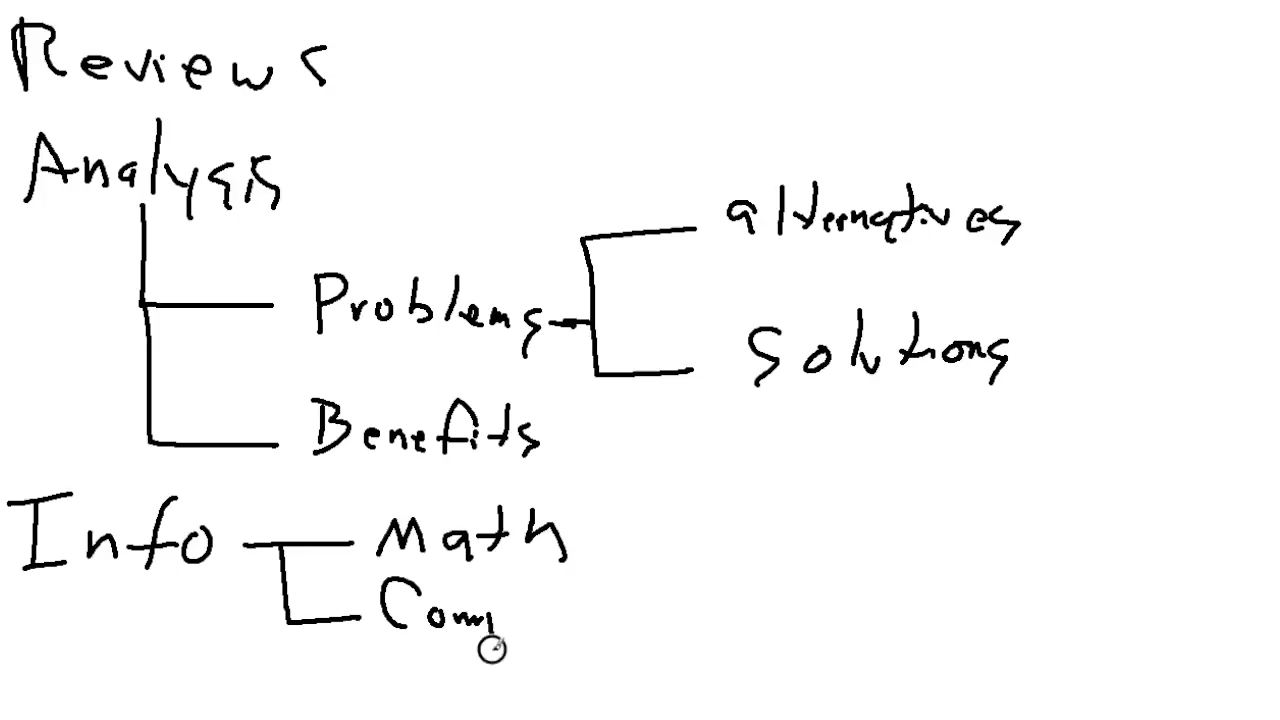 Reviews
Analysis
Problems
alternatives
Solutions
Benefits
Info
Math
Com